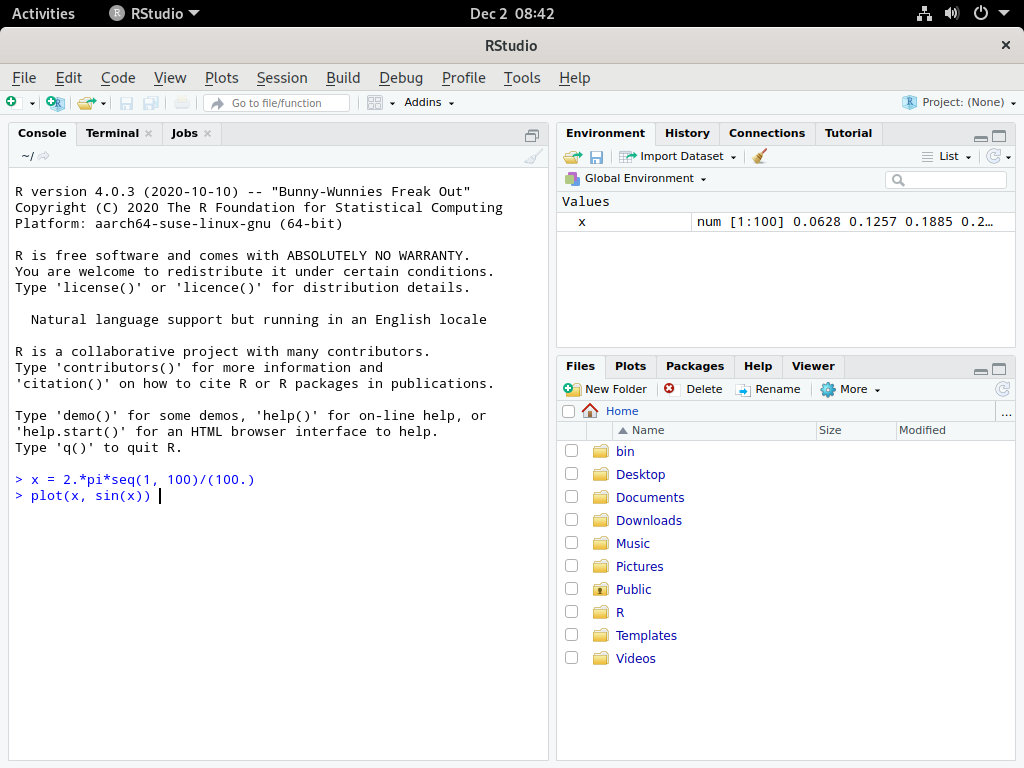 Activities RStudio Dec 2 08:42
RStudio
File Edit Code View Plots Session Build Debug Profile Tools Help
Go to file/function Addins Project: (None)
Console Terminal Jobs
~/
R version 4.0.3 (2020-10-10) -- "Bunny-Wunnies Freak Out"
Copyright (C) 2020 The R Foundation for Statistical Computing
Platform: aarch64-suse-linux-gnu (64-bit)
R is free software and comes with ABSOLUTELY NO WARRANTY.
You are welcome to redistribute it under certain conditions.
Type 'license()' or 'licence()' for distribution details.
Natural language support but running in an English locale
R is a collaborative project with many contributors.
Type 'contributors()' for more information and
'citation()' on how to cite R or R packages in publications.
Type 'demo()' for some demos, 'help()' for on-line help, or
'help.start()' for an HTML browser interface to help.
Type 'q()' to quit R.
> x = 2.*pi*seq(1, 100)/(100.)
> plot(x, sin(x))
Environment History Connections Tutorial
Import Dataset List
Global Environment
Values
x num [1:100] 0.0628 0.1257 0.1885 0.2…
Files Plots Packages Help Viewer
New Folder Delete Rename More
Home ...
Name Size Modified
bin
Desktop
Documents
Downloads
Music
Pictures
Public
R
Templates
Videos